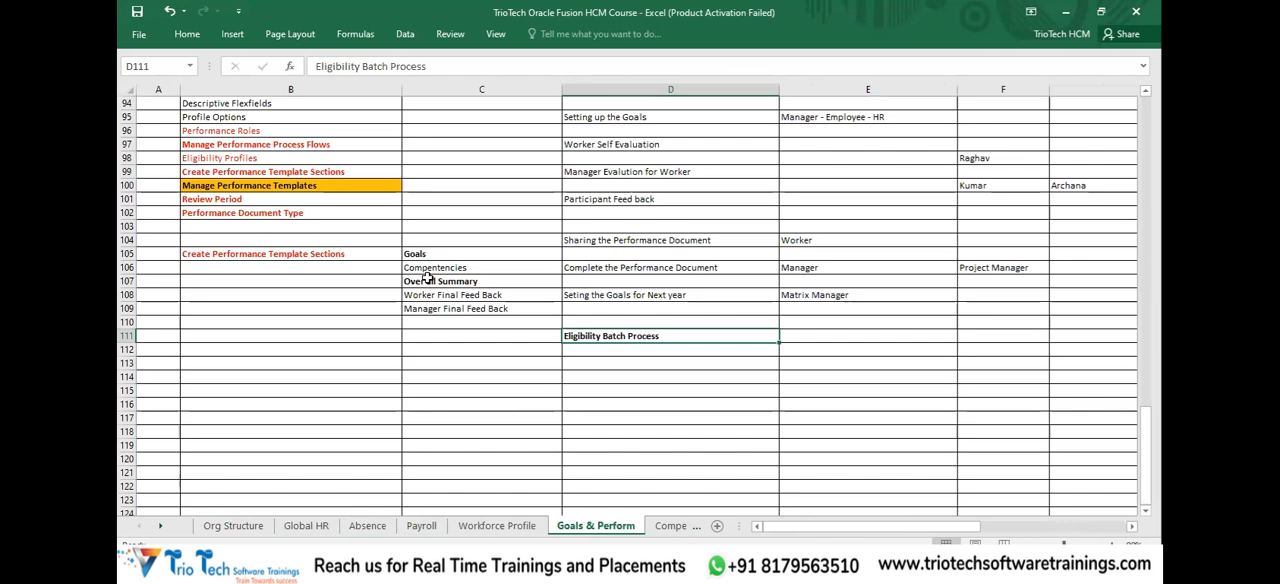 TrioTech Oracle Fusion HCM Course - Excel (Product Activation Failed)
File Home Insert Page Layout Formulas Data Review View Tell me what you want to do... TrioTech HCM Share
D111 fx Eligibility Batch Process
A B C D E F
94 Descriptive Flexfields
95 Profile Options Setting up the Goals Manager - Employee - HR
96 Performance Roles
97 Manage Performance Process Flows Worker Self Evaluation
98 Eligibility Profiles Raghav
99 Create Performance Template Sections Manager Evalution for Worker
100 Manage Performance Templates Kumar Archana
101 Review Period Participant Feed back
102 Performance Document Type
103
104 Sharing the Performance Document Worker
105 Create Performance Template Sections Goals
106 Compentencies Complete the Performance Document Manager Project Manager
107 Overall Summary
108 Worker Final Feed Back Seting the Goals for Next year Matrix Manager
109 Manager Final Feed Back
110
111 Eligibility Batch Process
112
113
114
115
116
117
118
119
120
121
122
123
124
Org Structure Global HR Absence Payroll Workforce Profile Goals & Perform Compe ...
Trio Tech Software Trainings Reach us for Real Time Trainings and Placements +91 8179563510 www.triotechsoftwaretrainings.com
Train Towards success